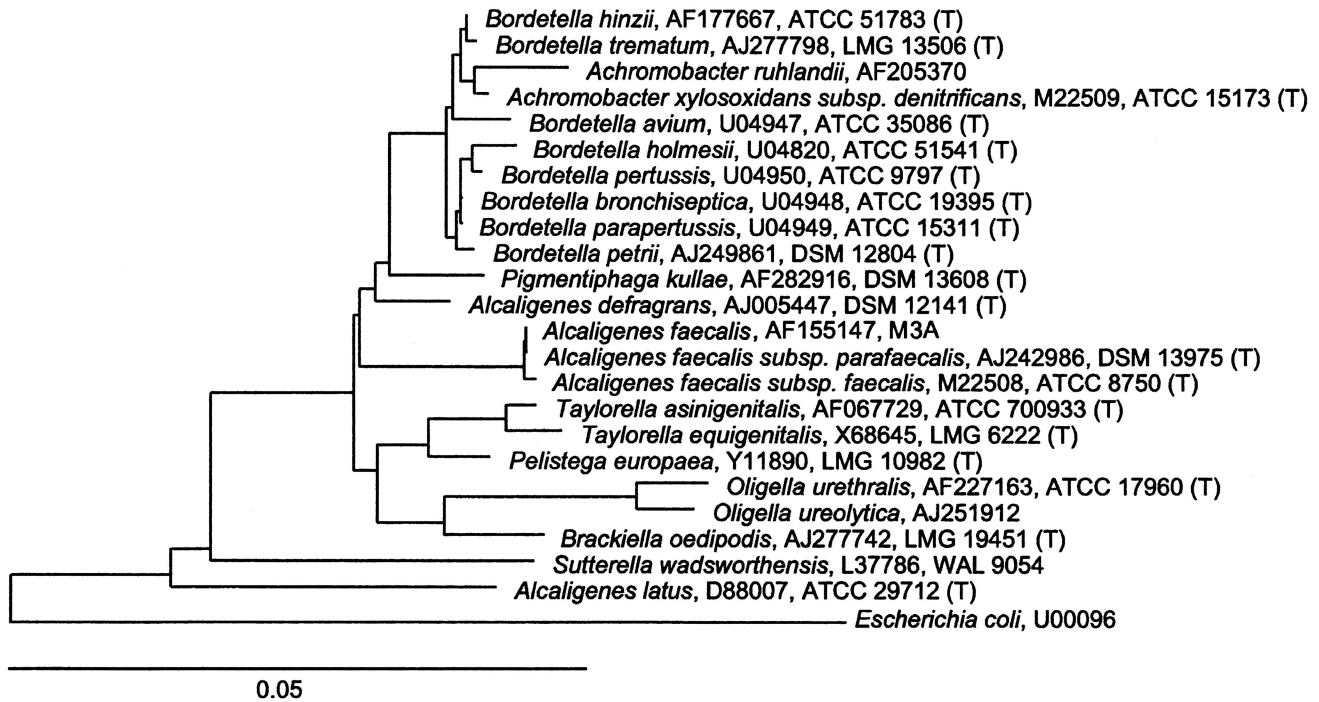 Bordetella hinzii, AF177667, ATCC 51783 (T)
Bordetella trematum, AJ277798, LMG 13506 (T)
Achromobacter ruhlandii, AF205370
Achromobacter xylosoxidans subsp. denitrificans, M22509, ATCC 15173 (T)
Bordetella avium, U04947, ATCC 35086 (T)
Bordetella holmesii, U04820, ATCC 51541 (T)
Bordetella pertussis, U04950, ATCC 9797 (T)
Bordetella bronchiseptica, U04948, ATCC 19395 (T)
Bordetella parapertussis, U04949, ATCC 15311 (T)
Bordetella petrii, AJ249861, DSM 12804 (T)
Pigmentiphaga kullae, AF282916, DSM 13608 (T)
Alcaligenes defragrans, AJ005447, DSM 12141 (T)
Alcaligenes faecalis, AF155147, M3A
Alcaligenes faecalis subsp. parafaecalis, AJ242986, DSM 13975 (T)
Alcaligenes faecalis subsp. faecalis, M22508, ATCC 8750 (T)
Taylorella asinigenitalis, AF067729, ATCC 700933 (T)
Taylorella equigenitalis, X68645, LMG 6222 (T)
Pelistega europaea, Y11890, LMG 10982 (T)
Oligella urethralis, AF227163, ATCC 17960 (T)
Oligella ureolytica, AJ251912
Brackiella oedipodis, AJ277742, LMG 19451 (T)
Sutterella wadsworthensis, L37786, WAL 9054
Alcaligenes latus, D88007, ATCC 29712 (T)
Escherichia coli, U00096
0.05